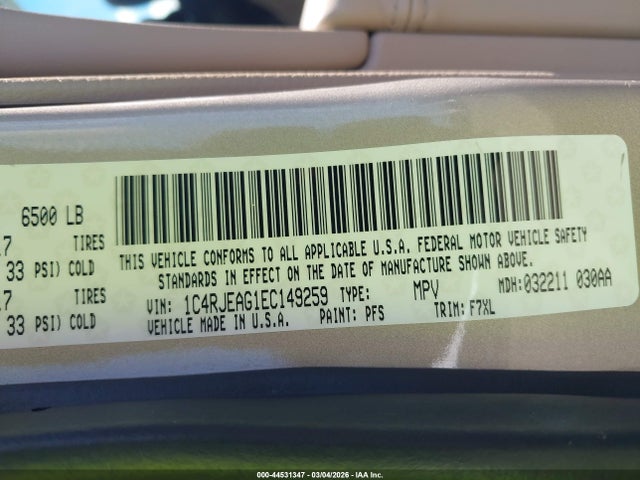 6500 LB
17 TIRES
33 PSI) COLD
17 TIRES
33 PSI) COLD
THIS VEHICLE CONFORMS TO ALL APPLICABLE U.S.A. FEDERAL MOTOR VEHICLE SAFETY
STANDARDS IN EFFECT ON THE DATE OF MANUFACTURE SHOWN ABOVE.
VIN: 1C4RJEAG1EC149259 TYPE: MPV MDH:032211 030AA
VEHICLE MADE IN U.S.A. PAINT: PFS TRIM: F7XL
000-44531347 - 03/04/2026 - IAA Inc.